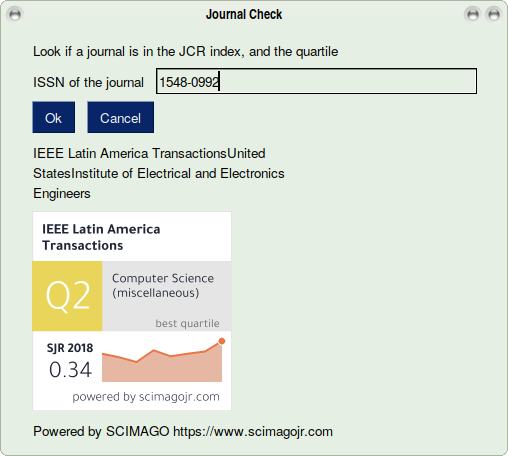 Journal Check
Look if a journal is in the JCR index, and the quartile
ISSN of the journal 1548-0992
Ok Cancel
IEEE Latin America TransactionsUnited
StatesInstitute of Electrical and Electronics
Engineers
IEEE Latin America
Transactions
Q2
Computer Science
(miscellaneous)
best quartile
SJR 2018
0.34
powered by scimagojr.com
Powered by SCIMAGO https://www.scimagojr.com